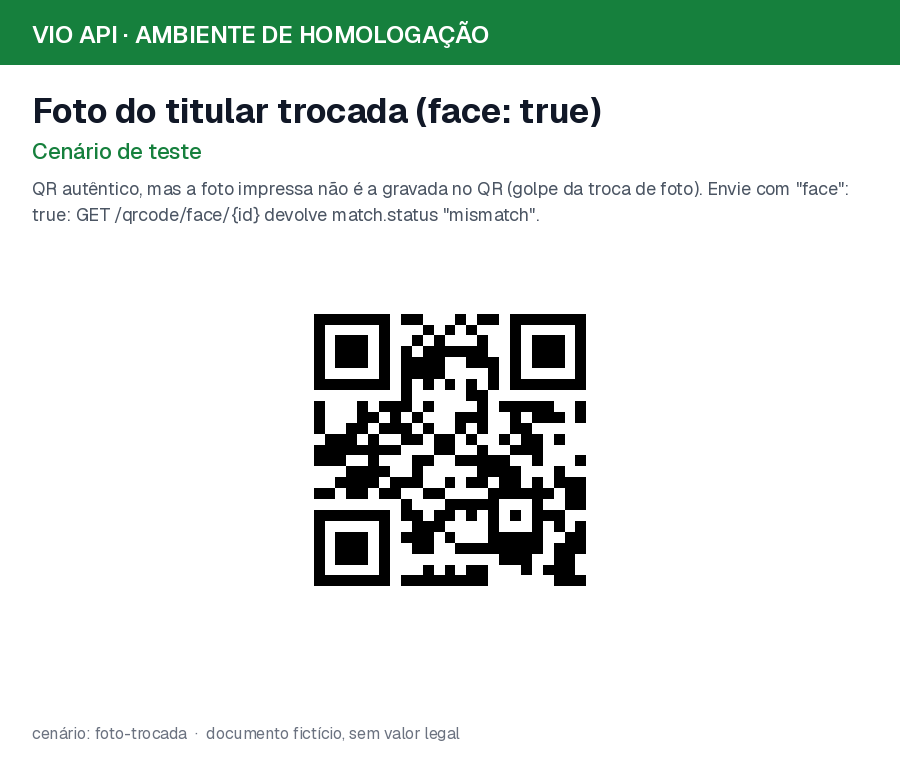 VIO API · AMBIENTE DE HOMOLOGAÇÃO
Foto do titular trocada (face: true)
Cenário de teste
QR autêntico, mas a foto impressa não é a gravada no QR (golpe da troca de foto). Envie com "face":
true: GET /qrcode/face/{id} devolve match.status "mismatch".
cenário: foto-trocada · documento fictício, sem valor legal